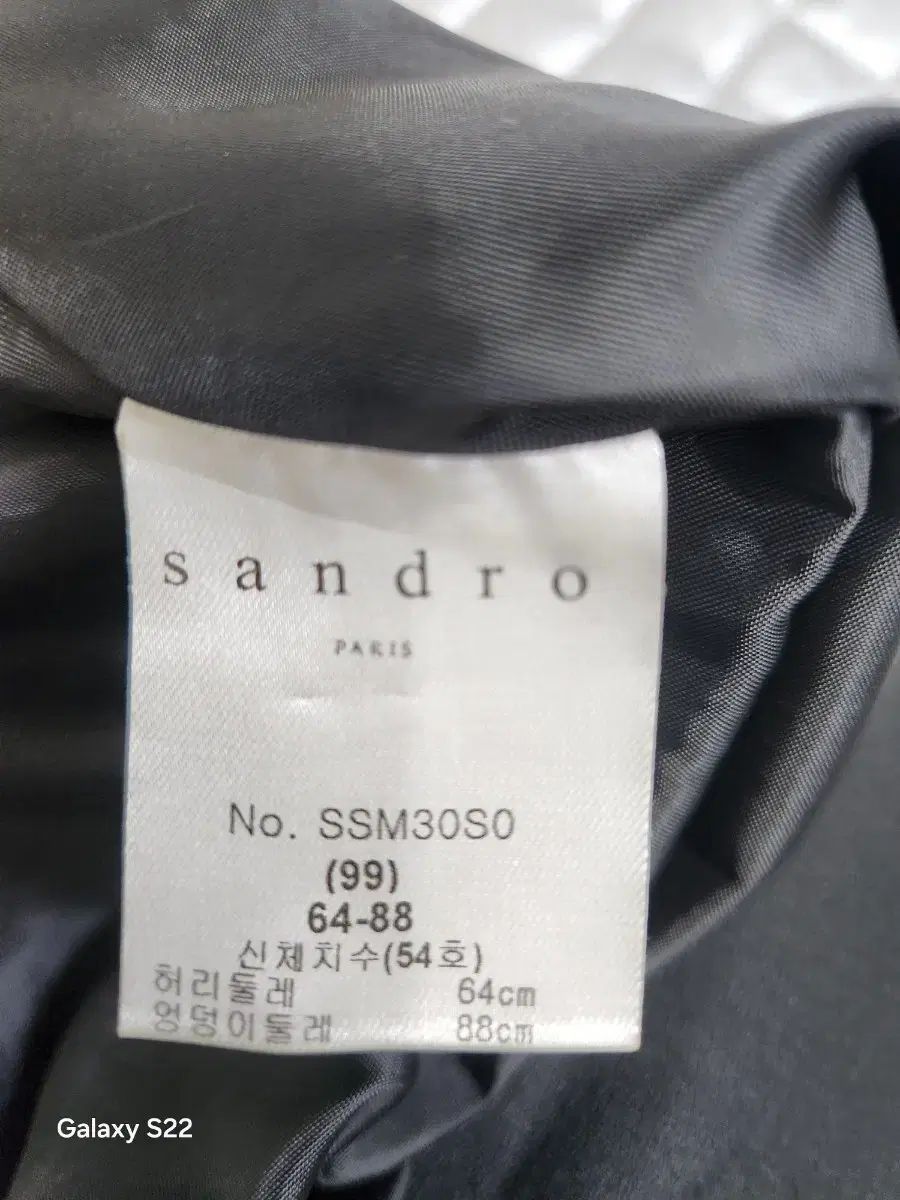 sandro
PARIS
No. SSM30S0
(99)
64-88
신체치수(54호)
허리둘레 64cm
엉덩이둘레 88cm
Galaxy S22